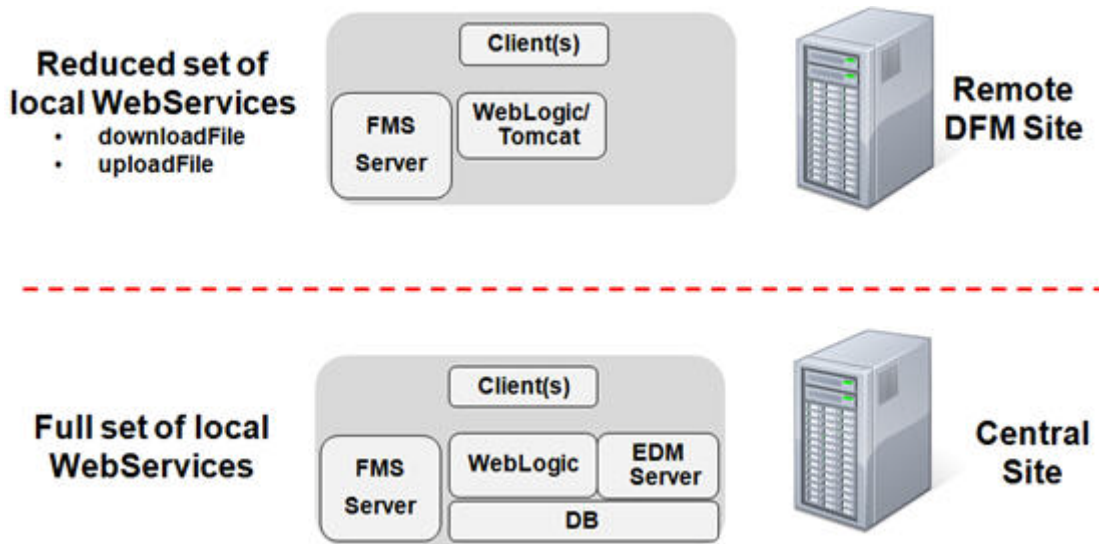 Reduced set of
local WebServices
• downloadFile
• uploadFile
Client(s)
FMS
Server
WebLogic/
Tomcat
Remote
DFM Site
Full set of local
WebServices
Client(s)
FMS
Server
WebLogic
EDM
Server
DB
Central
Site